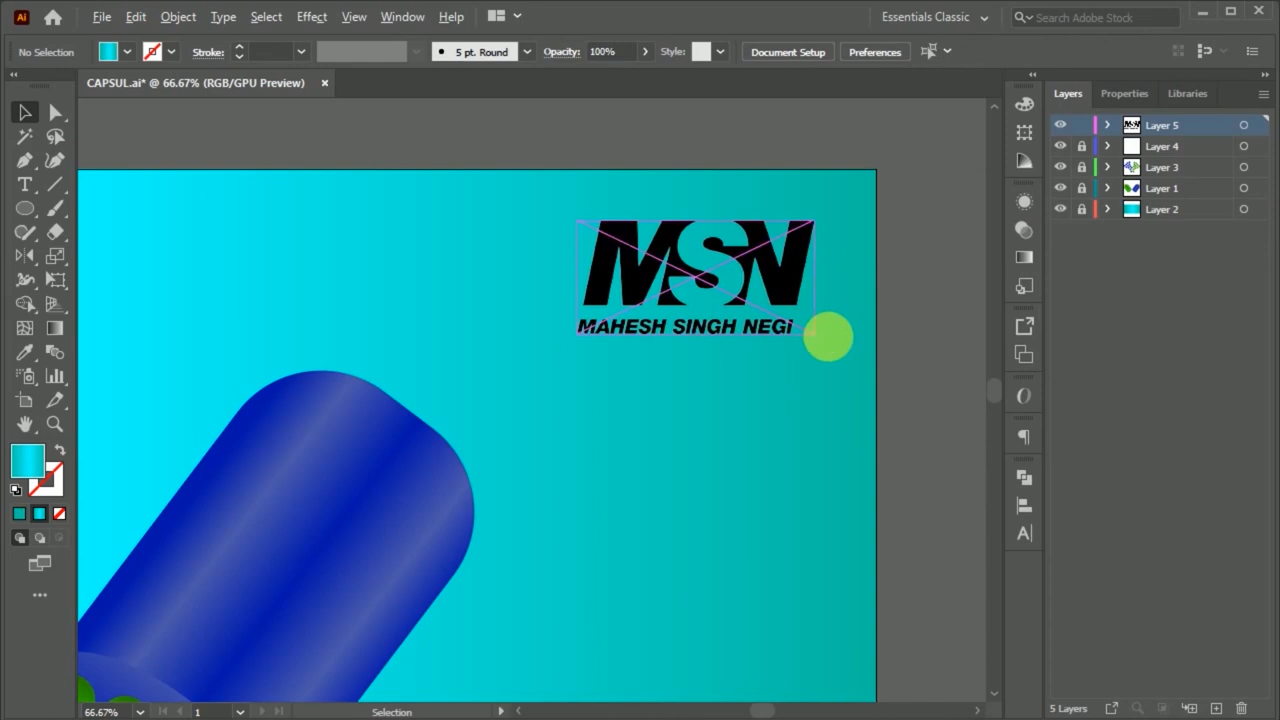 Ai File Edit Object Type Select Effect View Window Help Essentials Classic Search Adobe Stock
No Selection Stroke: 5 pt. Round Opacity: 100% Style: Document Setup Preferences
CAPSUL.ai* @ 66.67% (RGB/GPU Preview) ×
Layers Properties Libraries
Layer 5
Layer 4
Layer 3
Layer 1
Layer 2
MSN
MAHESH SINGH NEGI
66.67% 1 Selection
5 Layers